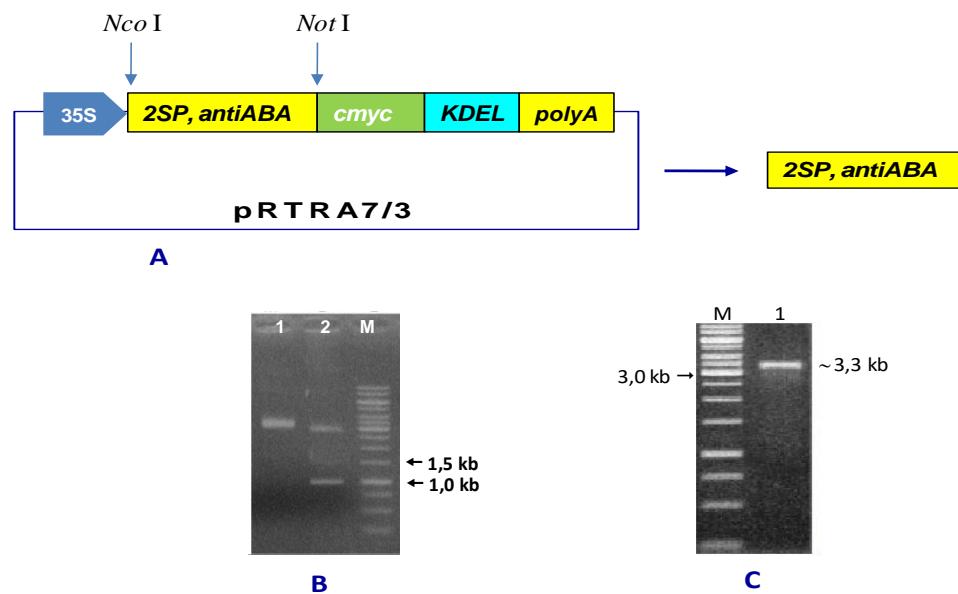 Nco I Not I
35S 2SP, antiABA cmyc KDEL polyA
2SP, antiABA
pRTRA7/3
A
1 2 M
M 1
3,0 kb → ~3,3 kb
← 1,5 kb
← 1,0 kb
B
C